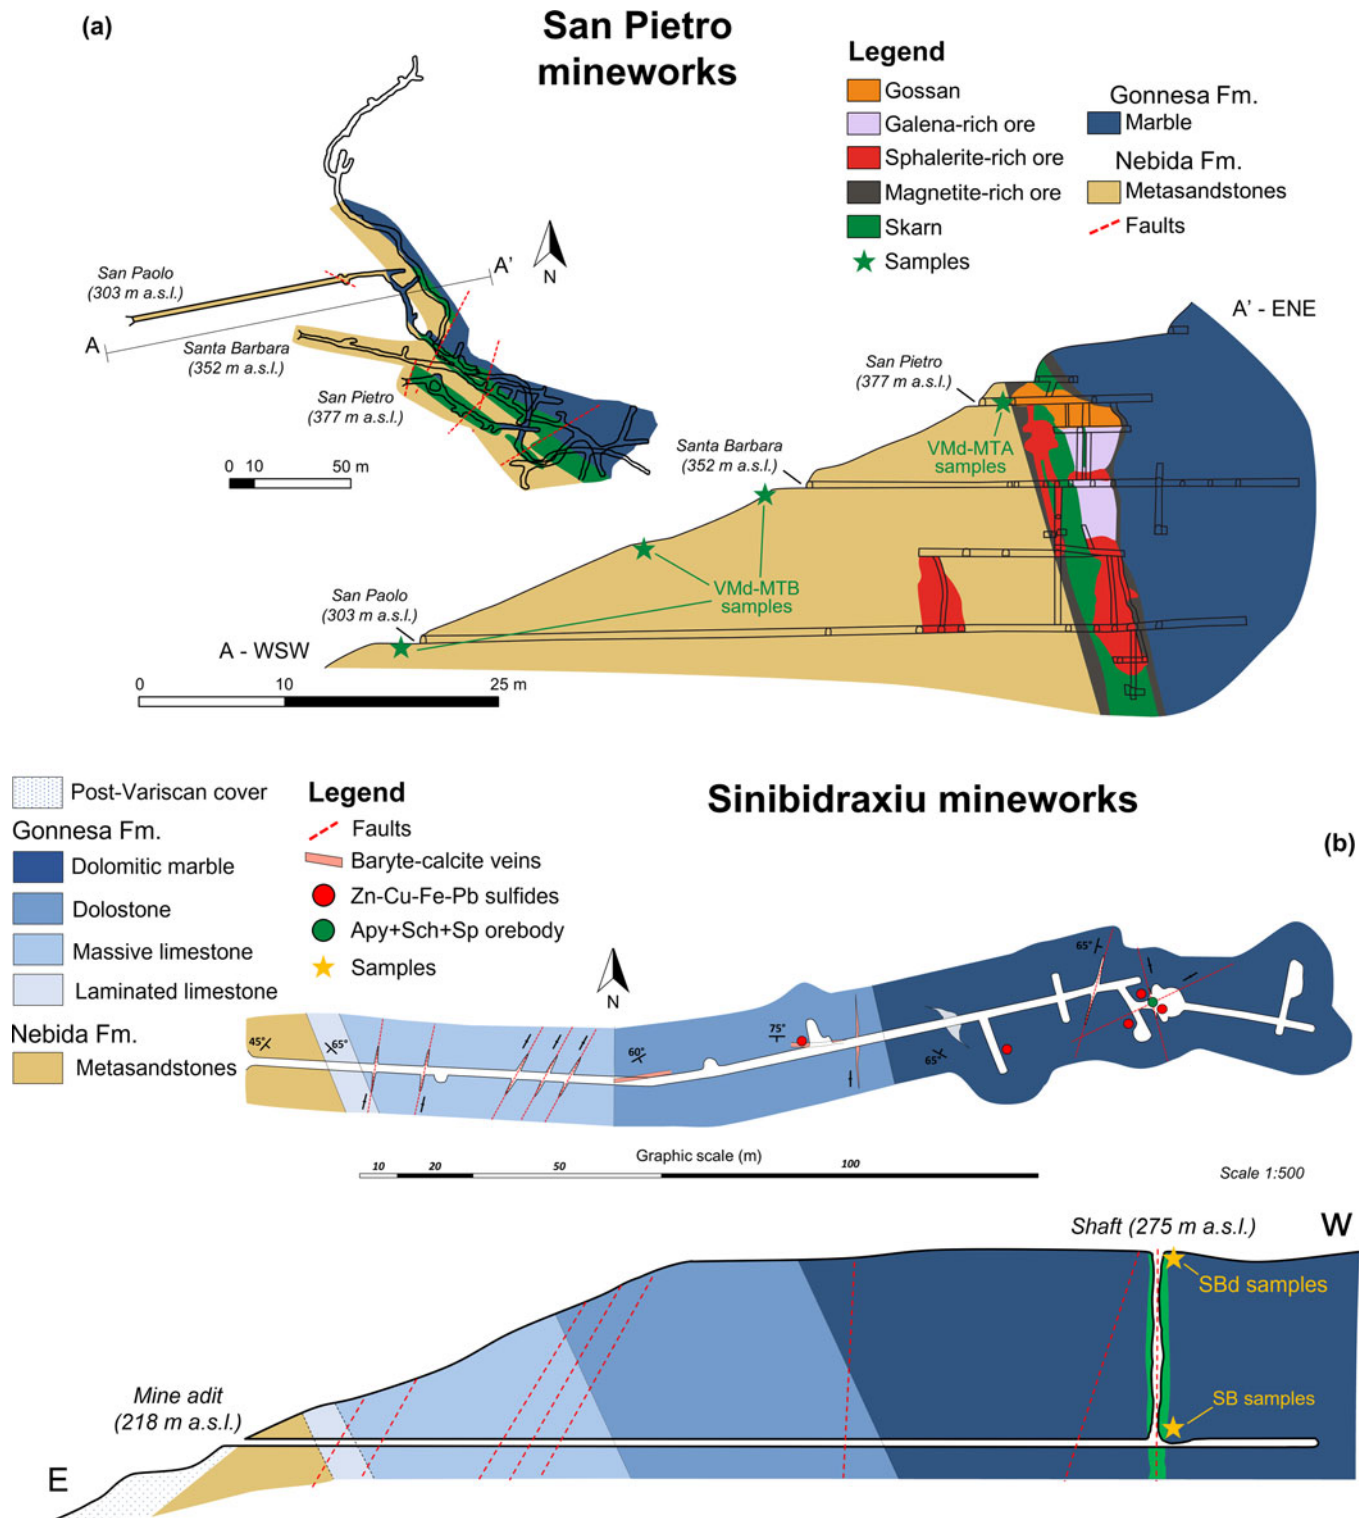 (a)
San Pietro
mineworks
Legend
Gossan
Galena-rich ore
Sphalerite-rich ore
Magnetite-rich ore
Skarn
Samples
Gonnesa Fm.
Marble
Nebida Fm.
Metasandstones
Faults
San Paolo
(303 m a.s.l.)
A
A'
N
Santa Barbara
(352 m a.s.l.)
San Pietro
(377 m a.s.l.)
0 10 50 m
A' - ENE
San Pietro
(377 m a.s.l.)
VMd-MTA
samples
Santa Barbara
(352 m a.s.l.)
VMd-MTB
samples
San Paolo
(303 m a.s.l.)
A - WSW
0 10 25 m
Sinibidraxiu mineworks
(b)
Post-Variscan cover
Gonnesa Fm.
Dolomitic marble
Dolostone
Massive limestone
Laminated limestone
Nebida Fm.
Metasandstones
Legend
Faults
Baryte-calcite veins
Zn-Cu-Fe-Pb sulfides
Apy+Sch+Sp orebody
Samples
N
45°
65°
60°
75°
65°
65°
Graphic scale (m)
10 20 50 100
Scale 1:500
Shaft (275 m a.s.l.)
W
SBd samples
SB samples
Mine adit
(218 m a.s.l.)
E